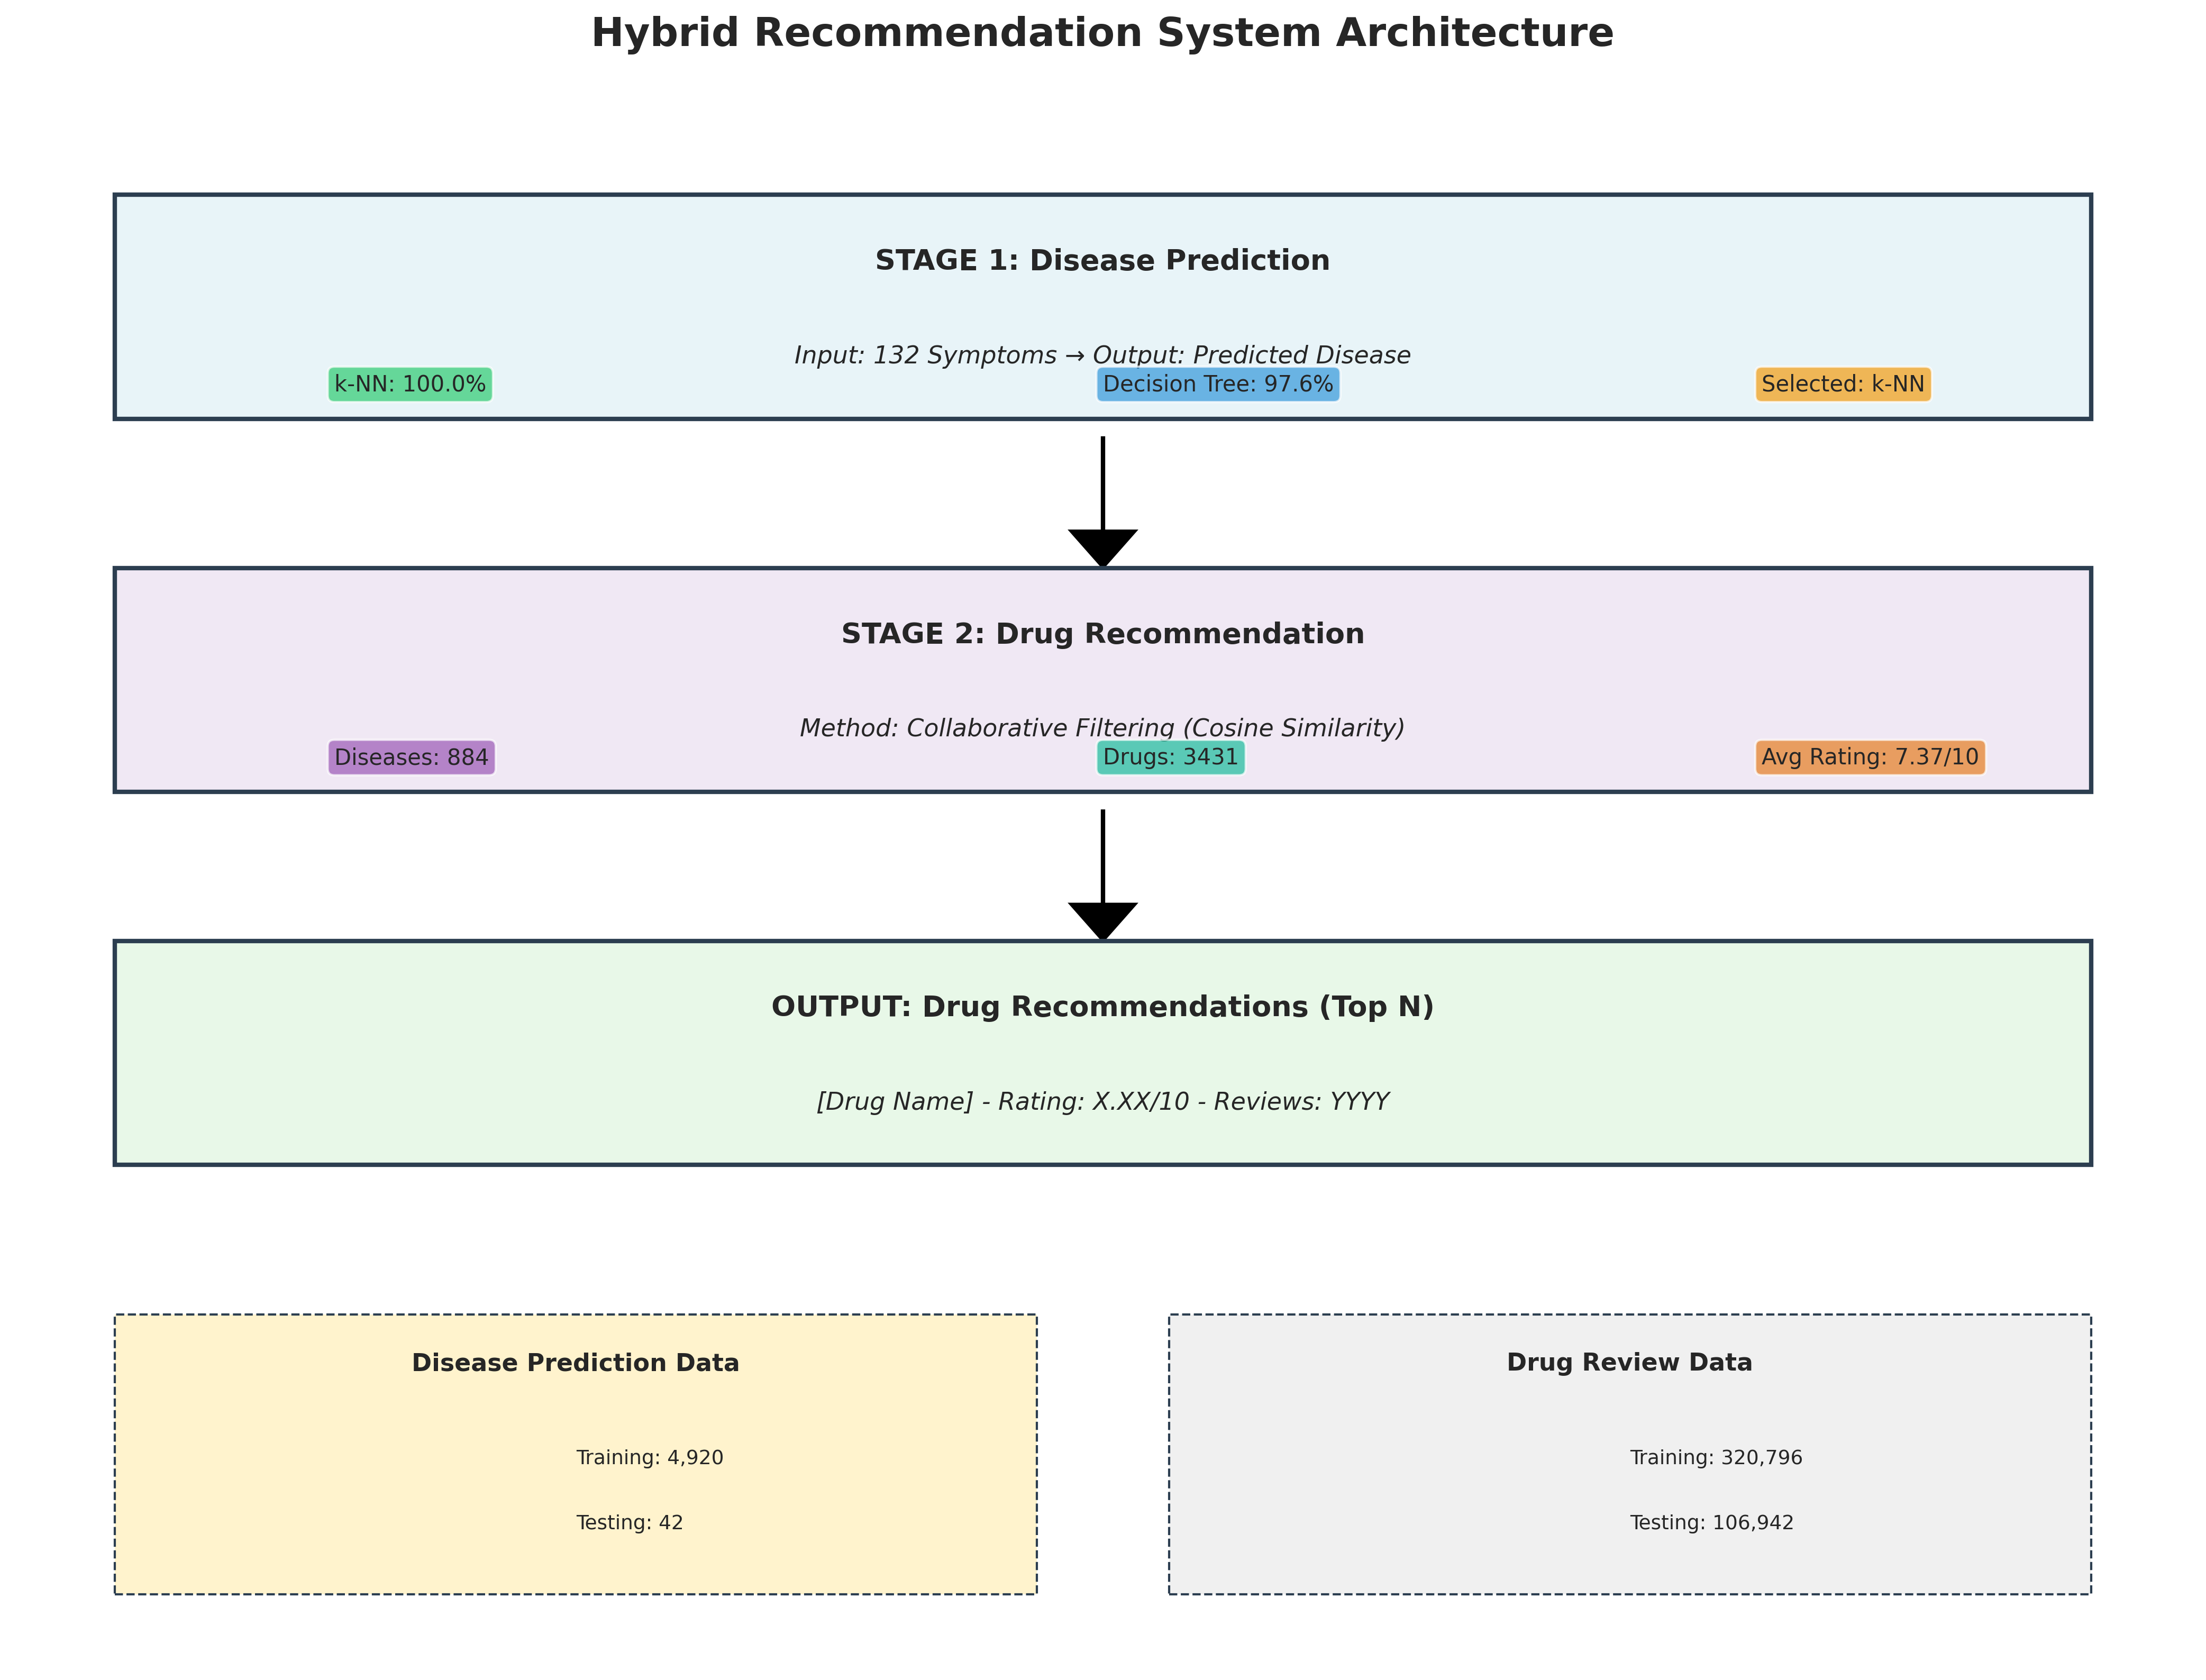 Hybrid Recommendation System Architecture
STAGE 1: Disease Prediction
Input: 132 Symptoms → Output: Predicted Disease
k-NN: 100.0%
Decision Tree: 97.6%
Selected: k-NN
STAGE 2: Drug Recommendation
Method: Collaborative Filtering (Cosine Similarity)
Diseases: 884
Drugs: 3431
Avg Rating: 7.37/10
OUTPUT: Drug Recommendations (Top N)
[Drug Name] - Rating: X.XX/10 - Reviews: YYYY
Disease Prediction Data
Training: 4,920
Testing: 42
Drug Review Data
Training: 320,796
Testing: 106,942